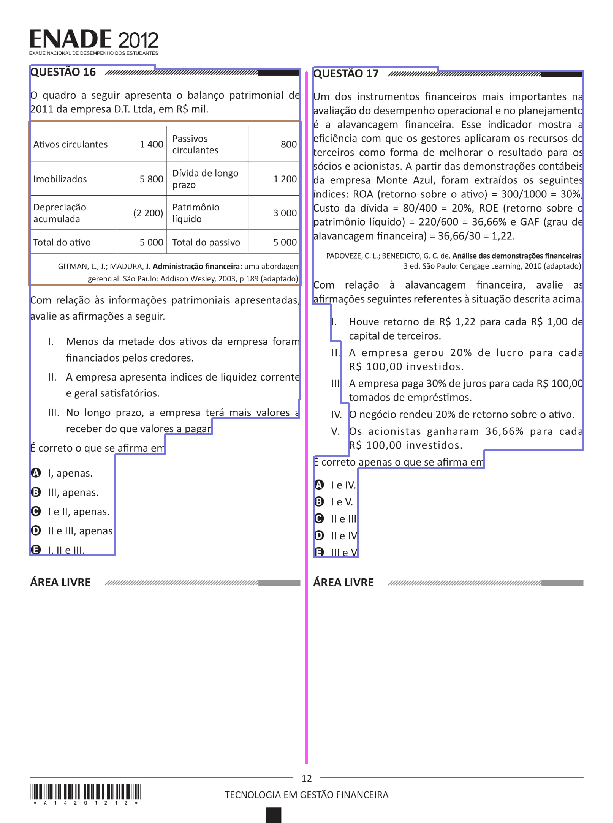 ENADE 2012
EXAME NACIONAL DE DESEMPENHO DOS ESTUDANTES
QUESTÃO 16
O quadro a seguir apresenta o balanço patrimonial de
2011 da empresa D.T. Ltda, em R$ mil.
Ativos circulantes 1 400 Passivos circulantes 800
Imobilizados 5 800 Dívida de longo prazo 1 200
Depreciação acumulada (2 200) Patrimônio líquido 3 000
Total do ativo 5 000 Total do passivo 5 000
GITMAN, L., J.; MADURA, J. Administração financeira: uma abordagem
gerencial. São Paulo: Addison Wesley, 2003, p 189 (adaptado)
Com relação às informações patrimoniais apresentadas,
avalie as afirmações a seguir.
I. Menos da metade dos ativos da empresa foram
financiados pelos credores.
II. A empresa apresenta índices de liquidez corrente
e geral satisfatórios.
III. No longo prazo, a empresa terá mais valores a
receber do que valores a pagar.
É correto o que se afirma em
A I, apenas.
B III, apenas.
C I e II, apenas.
D II e III, apenas
E I, II e III.
ÁREA LIVRE
QUESTÃO 17
Um dos instrumentos financeiros mais importantes na
avaliação do desempenho operacional e no planejamento
é a alavancagem financeira. Esse indicador mostra a
eficiência com que os gestores aplicaram os recursos de
terceiros como forma de melhorar o resultado para os
sócios e acionistas. A partir das demonstrações contábeis
da empresa Monte Azul, foram extraídos os seguintes
índices: ROA (retorno sobre o ativo) = 300/1000 = 30%,
Custo da dívida = 80/400 = 20%, ROE (retorno sobre o
patrimônio líquido) = 220/600 = 36,66% e GAF (grau de
alavancagem financeira) = 36,66/30 = 1,22.
PADOVEZE, C. L.; BENEDICTO, G. C. de. Análise das demonstrações financeiras.
3 ed. São Paulo: Cengage Learning, 2010 (adaptado)
Com relação à alavancagem financeira, avalie as
afirmações seguintes referentes à situação descrita acima.
I. Houve retorno de R$ 1,22 para cada R$ 1,00 de
capital de terceiros.
II. A empresa gerou 20% de lucro para cada
R$ 100,00 investidos.
III. A empresa paga 30% de juros para cada R$ 100,00
tomados de empréstimos.
IV. O negócio rendeu 20% de retorno sobre o ativo.
V. Os acionistas ganharam 36,66% para cada
R$ 100,00 investidos.
É correto apenas o que se afirma em
A I e IV.
B I e V.
C II e III
D II e IV
E III e V
ÁREA LIVRE
12
TECNOLOGIA EM GESTÃO FINANCEIRA
*A14201212*